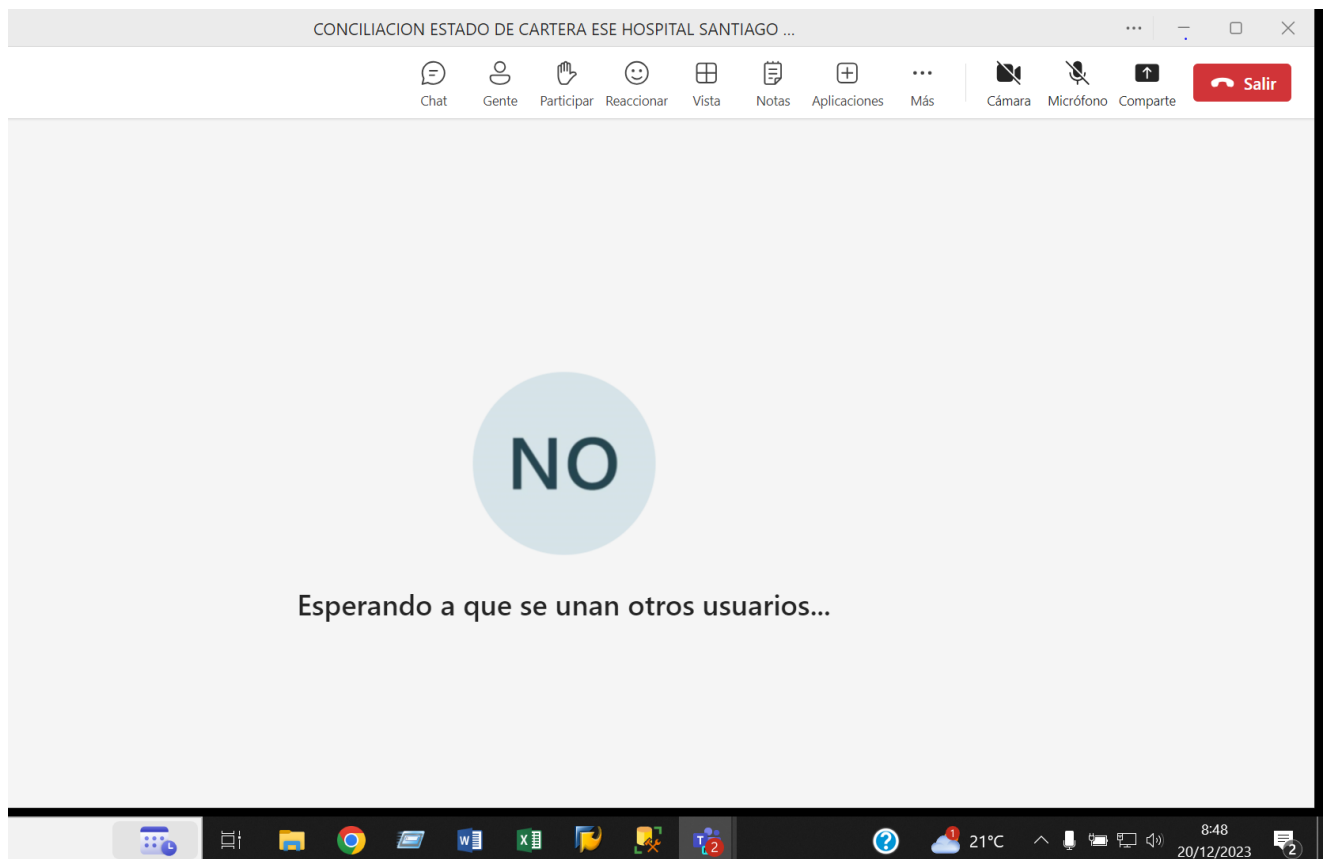 CONCILIACION ESTADO DE CARTERA ESE HOSPITAL SANTIAGO ...
Chat Gente Participar Reaccionar Vista Notas Aplicaciones Más Cámara Micrófono Comparte Salir
NO
Esperando a que se unan otros usuarios...
21°C
8:48
20/12/2023